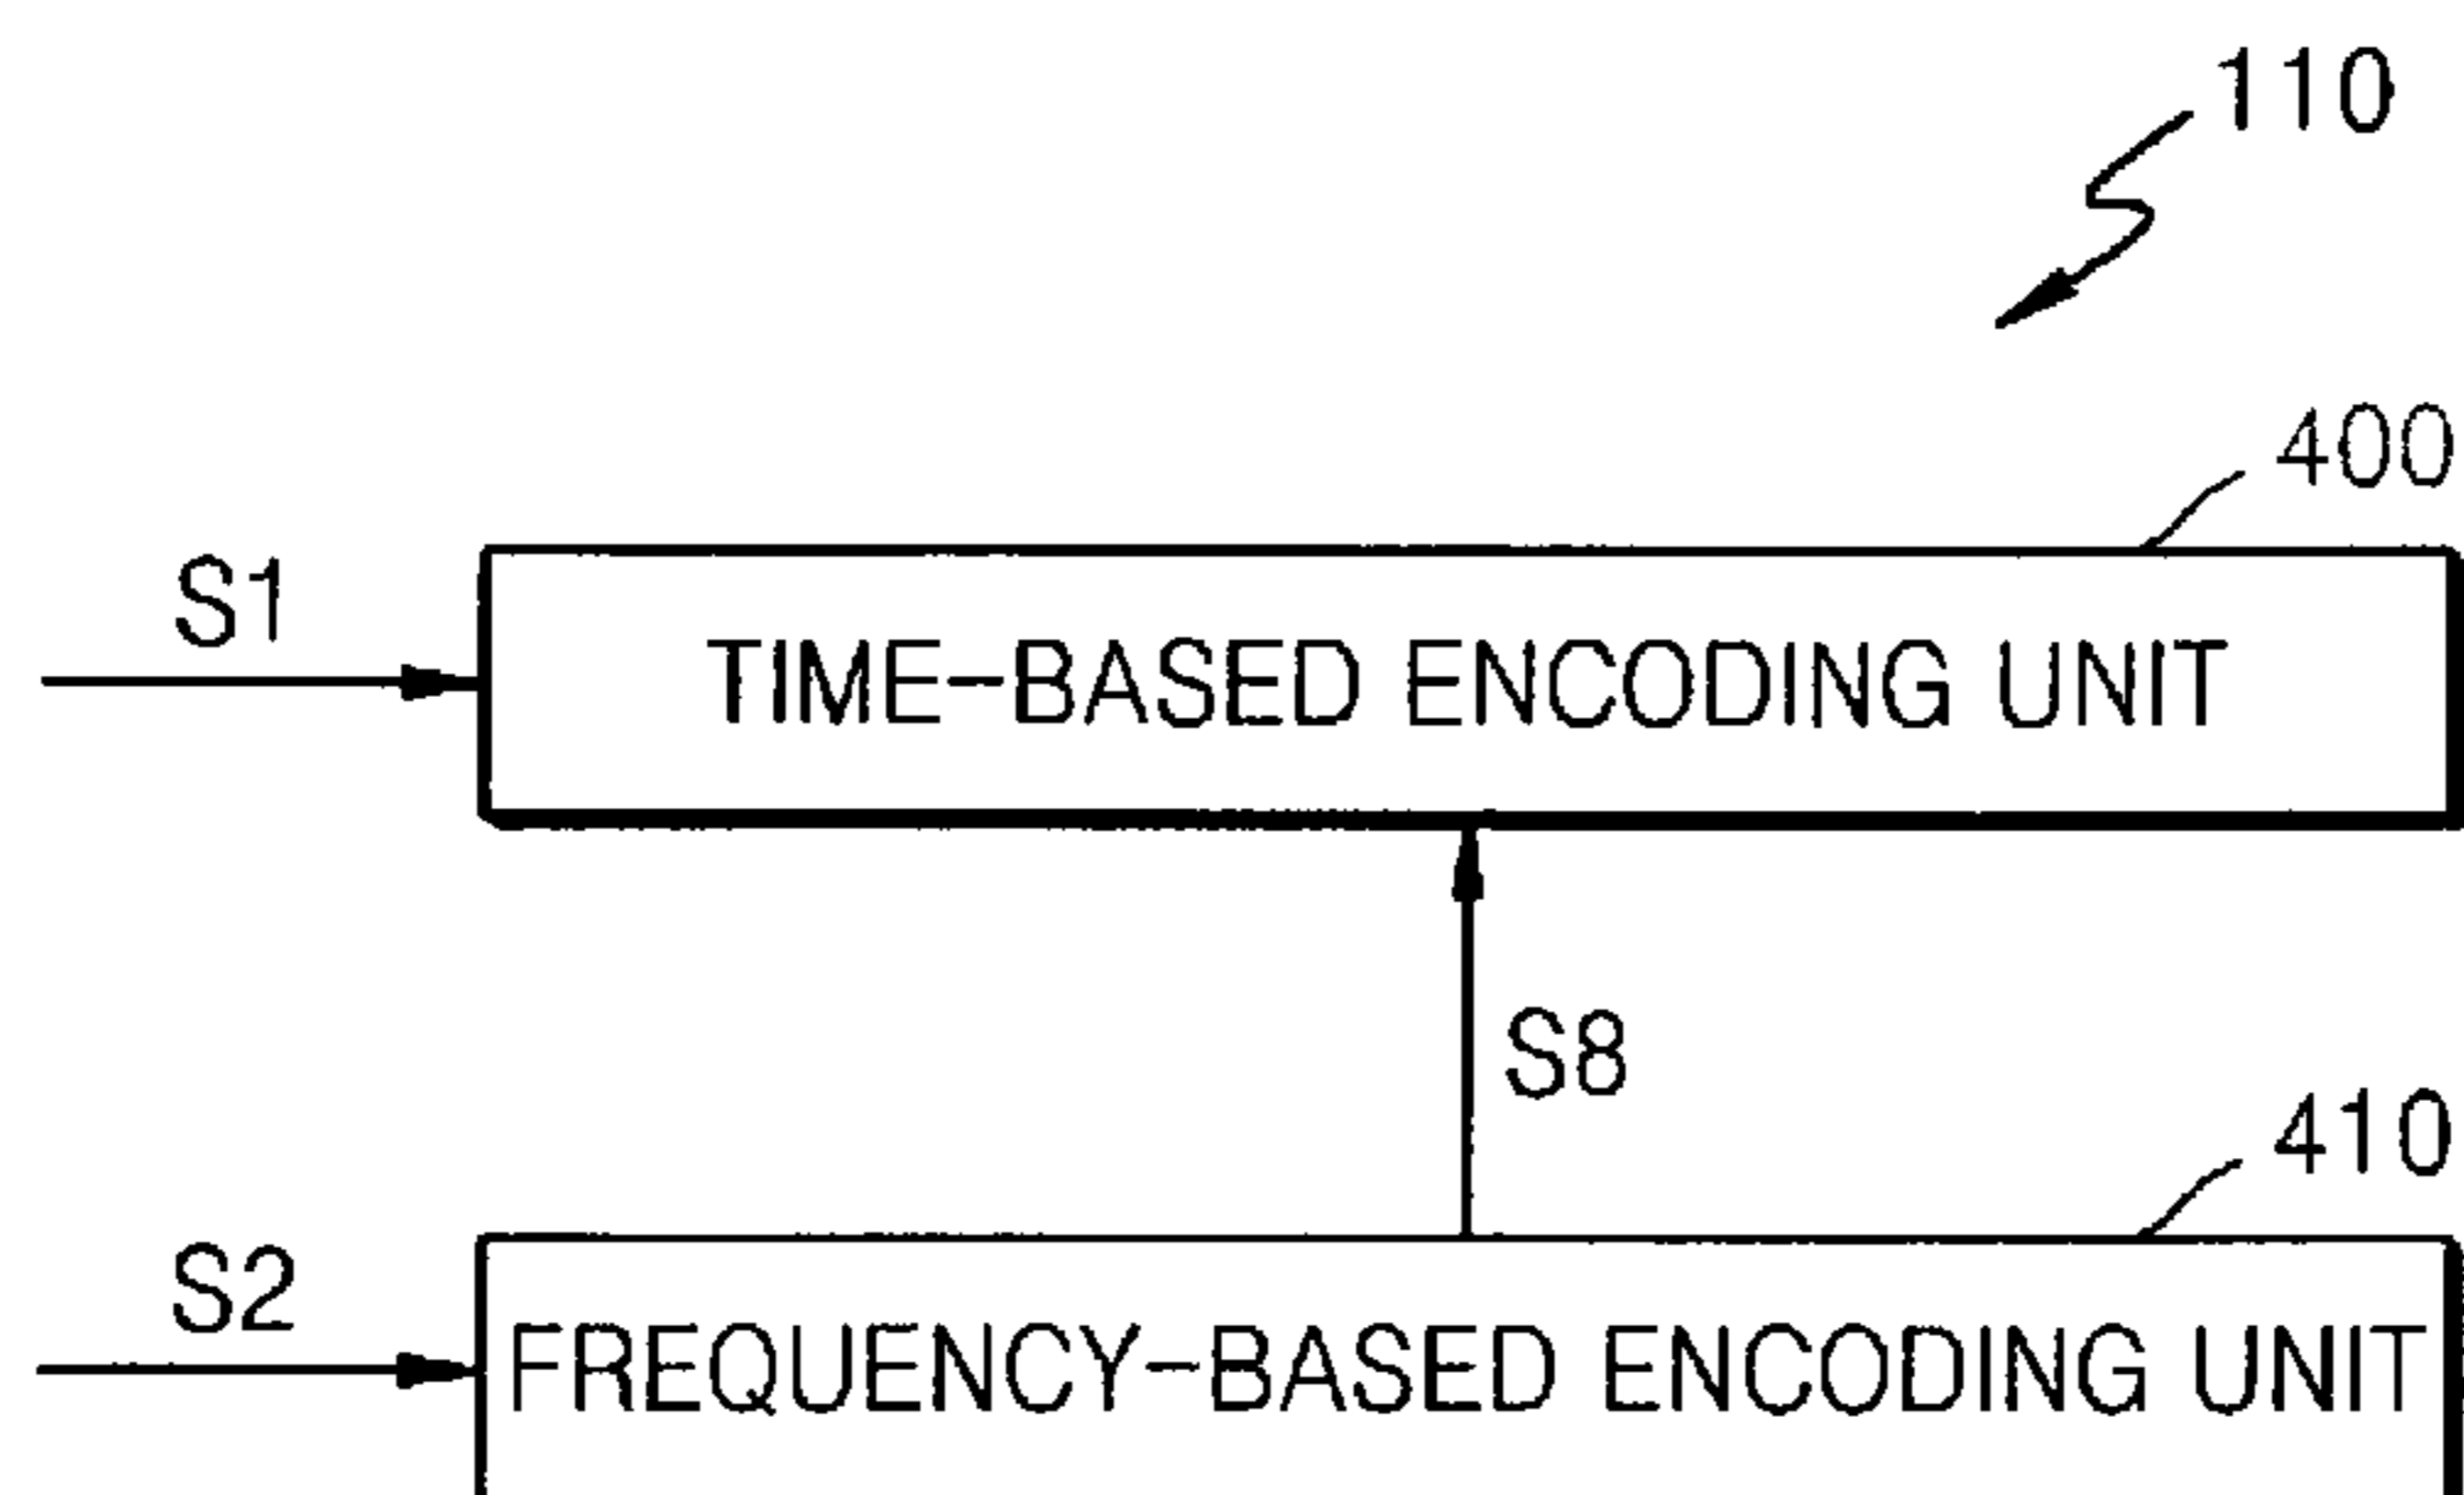 110
400
S1
TIME-BASED ENCODING UNIT
S8
410
S2
FREQUENCY-BASED ENCODING UNIT